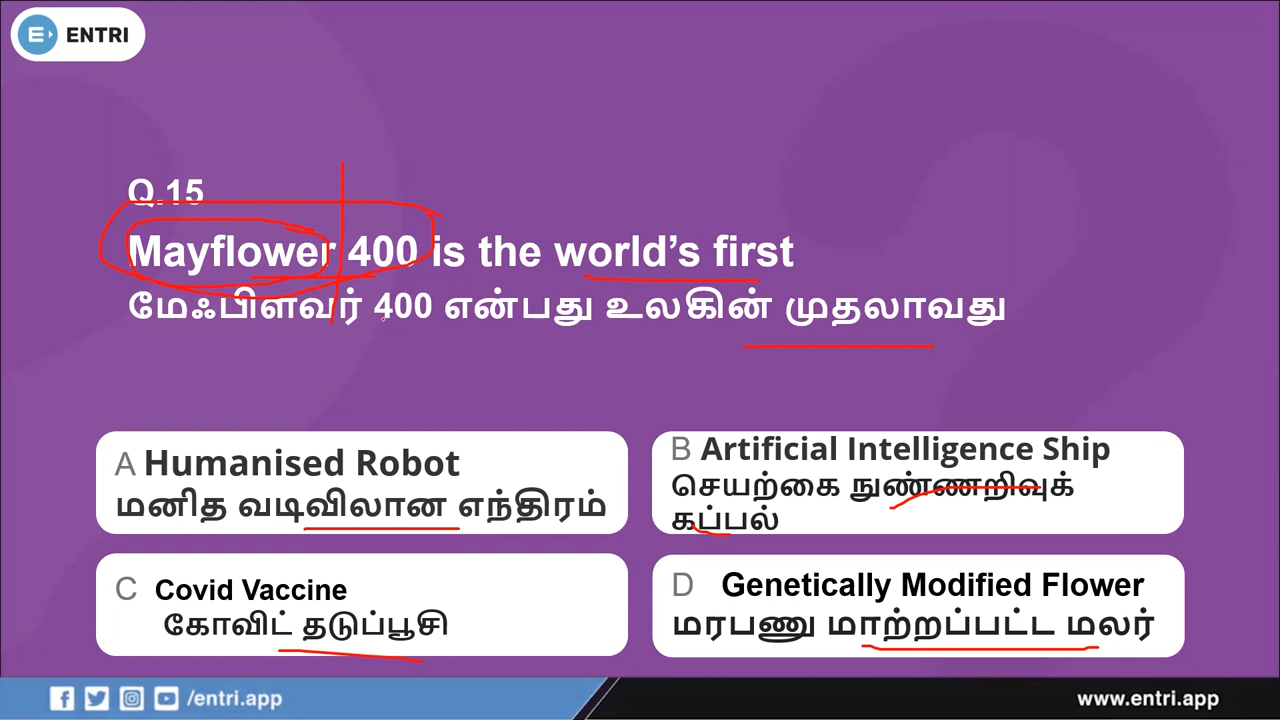 ENTRI
Q.15
Mayflower 400 is the world’s first
மேஃபிளவர் 400 என்பது உலகின் முதலாவது
A Humanised Robot
மனித வடிவிலான எந்திரம்
B Artificial Intelligence Ship
செயற்கை நுண்ணறிவுக்
கப்பல்
C Covid Vaccine
கோவிட் தடுப்பூசி
D Genetically Modified Flower
மரபணு மாற்றப்பட்ட மலர்
/entri.app
www.entri.app